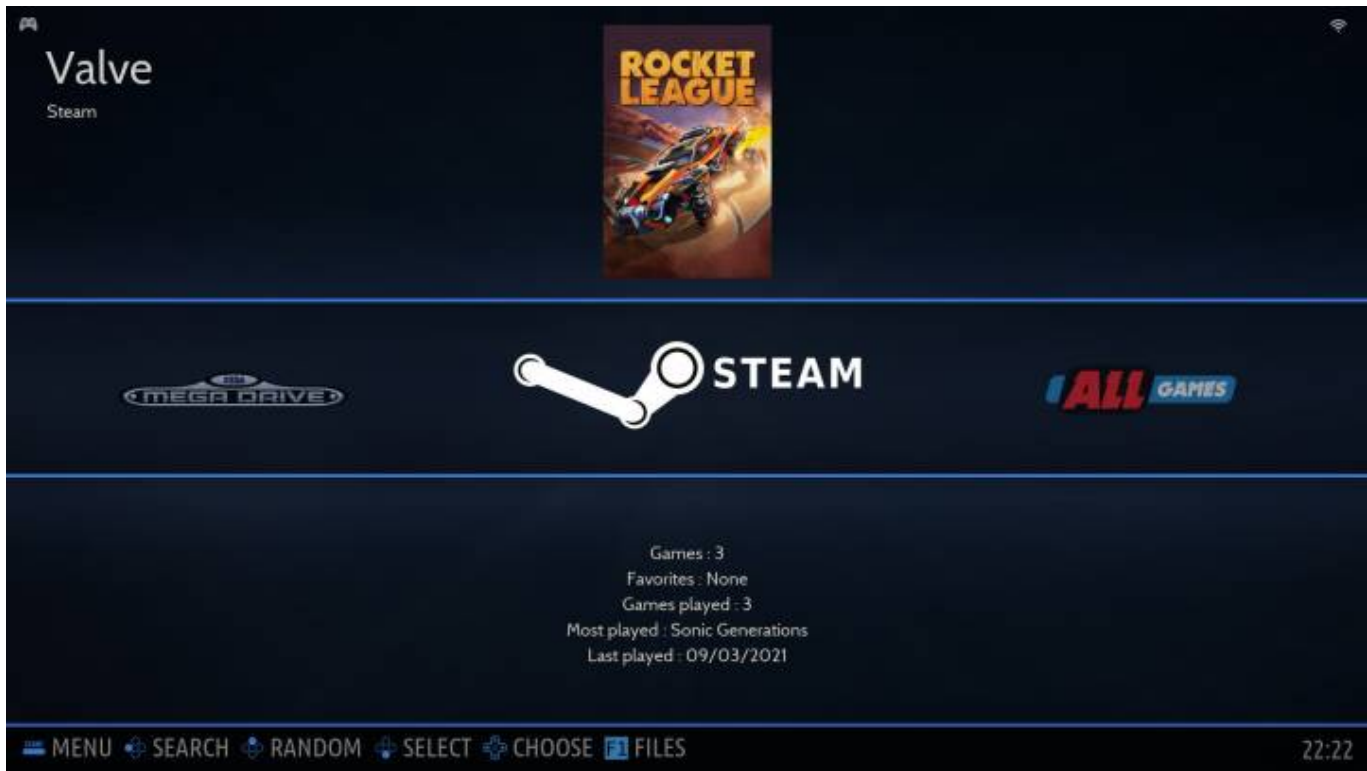 Valve
Steam
ROCKET
LEAGUE
SEGA
MEGA DRIVE
STEAM
ALL GAMES
Games : 3
Favorites : None
Games played : 3
Most played : Sonic Generations
Last played : 09/03/2021
MENU SEARCH RANDOM SELECT CHOOSE F1 FILES
22:22